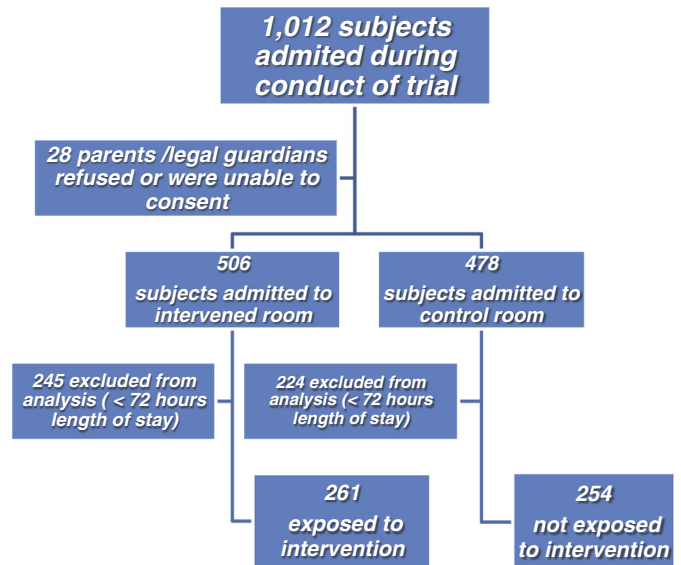 1,012 subjects
admited during
conduct of trial
28 parents /legal guardians
refused or were unable to
consent
506
subjects admitted to
intervened room
478
subjects admitted to
control room
245 excluded from
analysis ( < 72 hours
length of stay)
224 excluded from
analysis (< 72 hours
length of stay)
261
exposed to
intervention
254
not exposed
to intervention